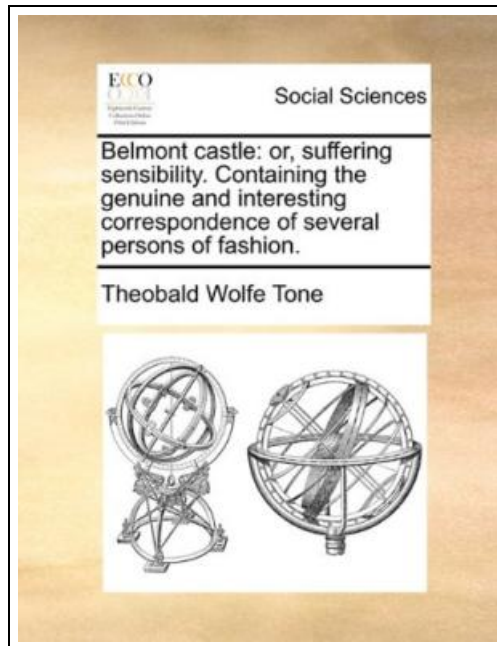 ECCO
Social Sciences
Belmont castle: or, suffering
sensibility. Containing the
genuine and interesting
correspondence of several
persons of fashion.
Theobald Wolfe Tone